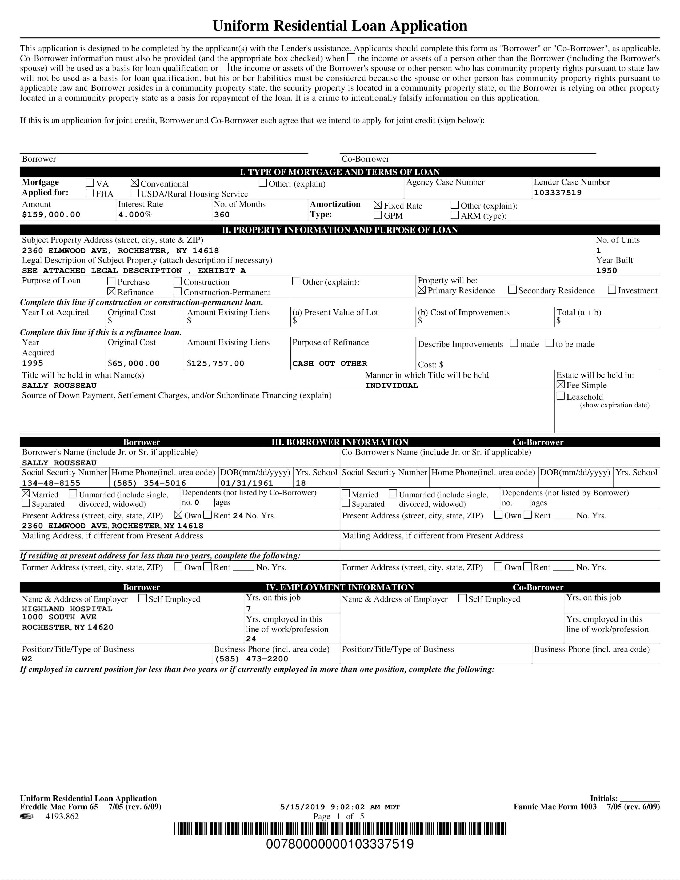 Uniform Residential Loan Application
This application is designed to be completed by the applicant(s) with the Lender's assistance. Applicants should complete this form as "Borrower" or "Co-Borrower", as applicable.
Co-Borrower information must also be provided (and the appropriate box checked) when the income or assets of a person other than the Borrower (including the Borrower's
spouse) will be used as a basis for loan qualification or the income or assets of the Borrower's spouse or other person who has community property rights pursuant to state law
will not be used as a basis for loan qualification, but his or her liabilities must be considered because the spouse or other person has community property rights pursuant to
applicable law and Borrower resides in a community property state, the security property is located in a community property state, or the Borrower is relying on other property
located in a community property state as a basis for repayment of the loan. It is a crime to intentionally falsify information on this application.
If this is an application for joint credit, Borrower and Co-Borrower each agree that we intend to apply for joint credit (sign below):
Borrower Co-Borrower
I. TYPE OF MORTGAGE AND TERMS OF LOAN
Mortgage Applied for: VA Conventional Other (explain) Agency Case Number Lender Case Number
FHA USDA/Rural Housing Service 103337519
Amount Interest Rate No. of Months Amortization Type: Fixed Rate Other (explain):
$159,000.00 4.000% 360 GPM ARM (type):
II. PROPERTY INFORMATION AND PURPOSE OF LOAN
Subject Property Address (street, city, state & ZIP) No. of Units
2360 ELMWOOD AVE, ROCHESTER, NY 14618 1
Legal Description of Subject Property (attach description if necessary) Year Built
SEE ATTACHED LEGAL DESCRIPTION , EXHIBIT A 1950
Purpose of Loan Purchase Construction Other (explain): Property will be:
Refinance Construction-Permanent Primary Residence Secondary Residence Investment
Complete this line if construction or construction-permanent loan.
Year Lot Acquired Original Cost Amount Existing Liens (a) Present Value of Lot (b) Cost of Improvements Total (a + b)
$ $ $ $ $
Complete this line if this is a refinance loan.
Year Acquired Original Cost Amount Existing Liens Purpose of Refinance Describe Improvements made to be made
1995 $65,000.00 $125,757.00 CASH OUT OTHER Cost: $
Title will be held in what Name(s) Manner in which Title will be held Estate will be held in:
SALLY ROUSSEAU INDIVIDUAL Fee Simple
Source of Down Payment, Settlement Charges, and/or Subordinate Financing (explain) Leasehold
(show expiration date)
Borrower III. BORROWER INFORMATION Co-Borrower
Borrower's Name (include Jr. or Sr. if applicable) Co-Borrower's Name (include Jr. or Sr. if applicable)
SALLY ROUSSEAU
Social Security Number Home Phone(incl. area code) DOB(mm/dd/yyyy) Yrs. School Social Security Number Home Phone(incl. area code) DOB(mm/dd/yyyy) Yrs. School
134-48-8155 (585) 354-5016 01/31/1961 18
Married Unmarried (include single, Dependents (not listed by Co-Borrower) Married Unmarried (include single, Dependents (not listed by Borrower)
Separated divorced, widowed) no. 0 ages Separated divorced, widowed) no. ages
Present Address (street, city, state, ZIP) Own Rent 24 No. Yrs. Present Address (street, city, state, ZIP) Own Rent No. Yrs.
2360 ELMWOOD AVE, ROCHESTER, NY 14618
Mailing Address, if different from Present Address Mailing Address, if different from Present Address
If residing at present address for less than two years, complete the following:
Former Address (street, city, state, ZIP) Own Rent No. Yrs. Former Address (street, city, state, ZIP) Own Rent No. Yrs.
Borrower IV. EMPLOYMENT INFORMATION Co-Borrower
Name & Address of Employer Self Employed Yrs. on this job Name & Address of Employer Self Employed Yrs. on this job
HIGHLAND HOSPITAL 7
1000 SOUTH AVE Yrs. employed in this Yrs. employed in this
ROCHESTER, NY 14620 line of work/profession line of work/profession
24
Position/Title/Type of Business Business Phone (incl. area code) Position/Title/Type of Business Business Phone (incl. area code)
W2 (585) 473-2200
If employed in current position for less than two years or if currently employed in more than one position, complete the following:
Uniform Residential Loan Application Initials:
Freddie Mac Form 65 7/05 (rev. 6/09) 5/15/2019 9:02:02 AM MDT Fannie Mae Form 1003 7/05 (rev. 6/09)
4193.862 Page 1 of 5
00780000000103337519